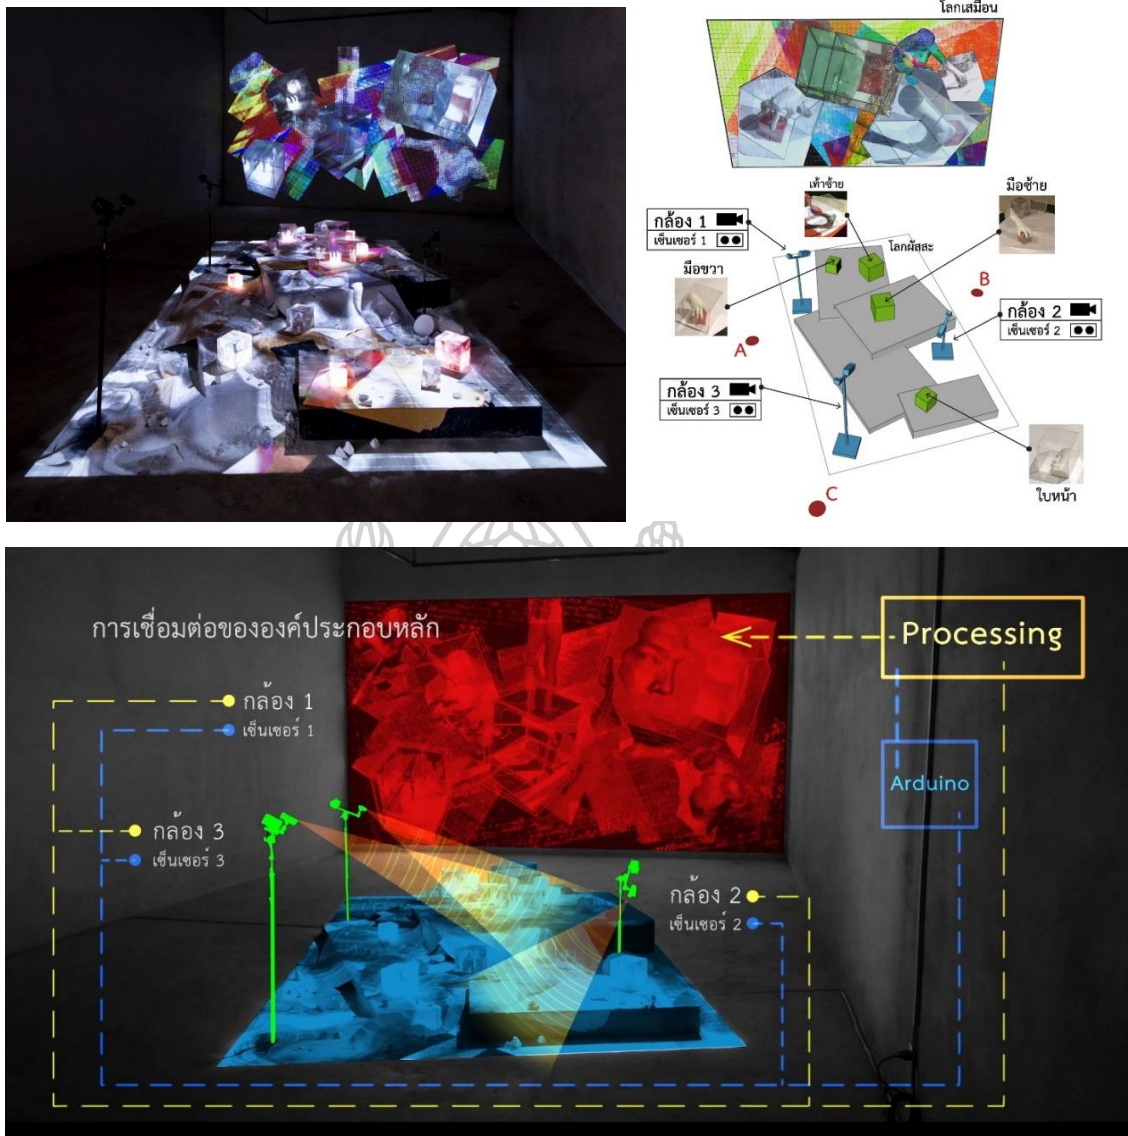 โลกเสมือน
เท้าซ้าย
มือซ้าย
กล้อง 1
เซ็นเซอร์ 1
โลกผัสสะ
มือขวา
B
กล้อง 2
เซ็นเซอร์ 2
A
กล้อง 3
เซ็นเซอร์ 3
ใบหน้า
C
การเชื่อมต่อขององค์ประกอบหลัก
Processing
กล้อง 1
เซ็นเซอร์ 1
Arduino
กล้อง 3
เซ็นเซอร์ 3
กล้อง 2
เซ็นเซอร์ 2